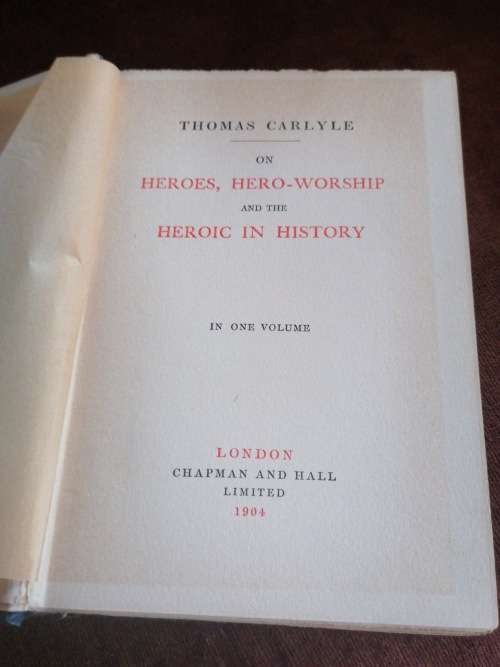 THOMAS CARLYLE
ON
HEROES, HERO-WORSHIP
AND THE
HEROIC IN HISTORY
IN ONE VOLUME
LONDON
CHAPMAN AND HALL
LIMITED
1904